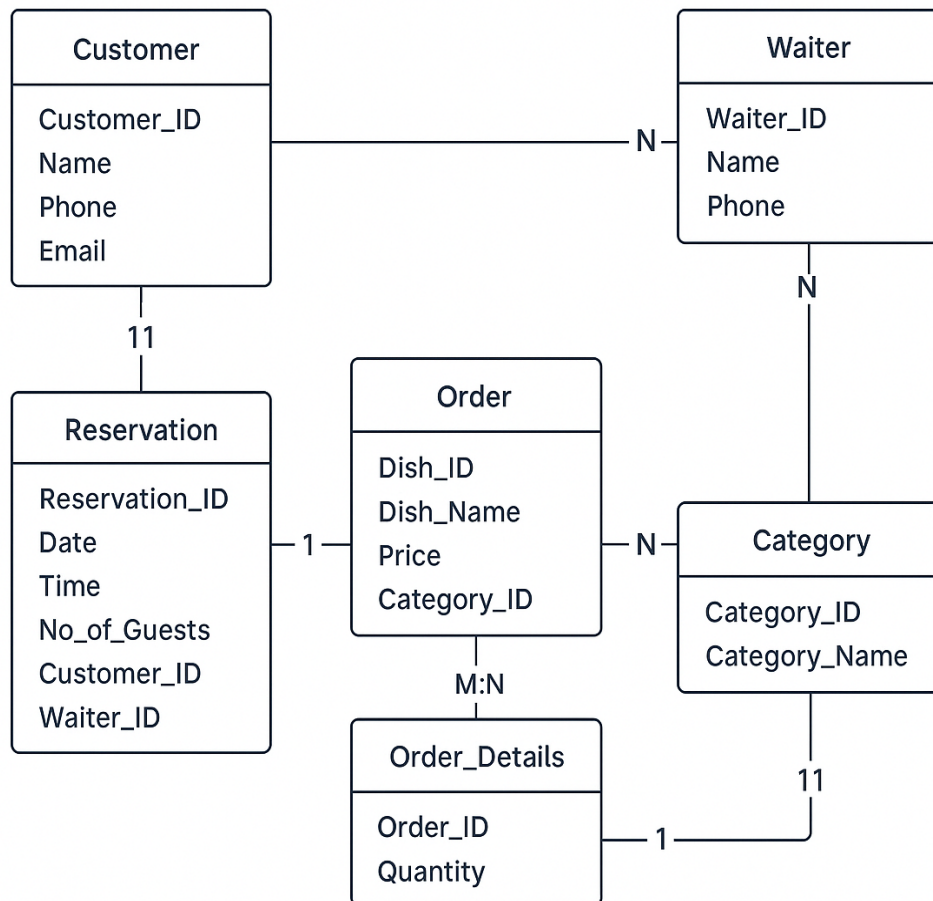 Customer
Customer_ID
Name
Phone
Email
N
Waiter
Waiter_ID
Name
Phone
N
11
Reservation
Reservation_ID
Date
Time
No_of_Guests
Customer_ID
Waiter_ID
1
Order
Dish_ID
Dish_Name
Price
Category_ID
N
Category
Category_ID
Category_Name
M:N
Order_Details
Order_ID
Quantity
1
11